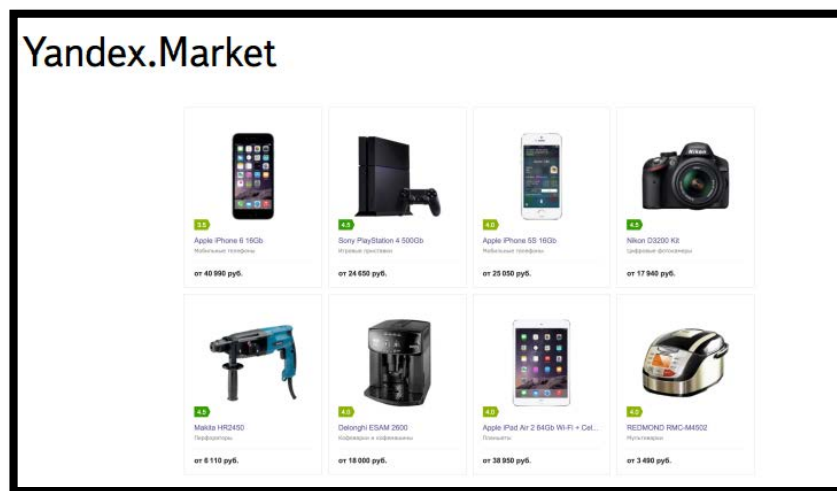 Yandex.Market
3.5
Apple iPhone 6 16Gb
Мобильные телефоны
от 40 990 руб.
4.5
Sony PlayStation 4 500Gb
Игровые приставки
от 24 650 руб.
4.0
Apple iPhone 5S 16Gb
Мобильные телефоны
от 25 050 руб.
Nikon
4.5
Nikon D3200 Kit
Цифровые фотокамеры
от 17 940 руб.
4.5
Makita HR2450
Перфораторы
от 6 110 руб.
4.0
Delonghi ESAM 2600
Кофеварки и кофемашины
от 18 000 руб.
4.0
Apple iPad Air 2 64Gb Wi-Fi + Cel...
Планшеты
от 38 950 руб.
4.0
REDMOND RMC-M4502
Мультиварки
от 3 490 руб.